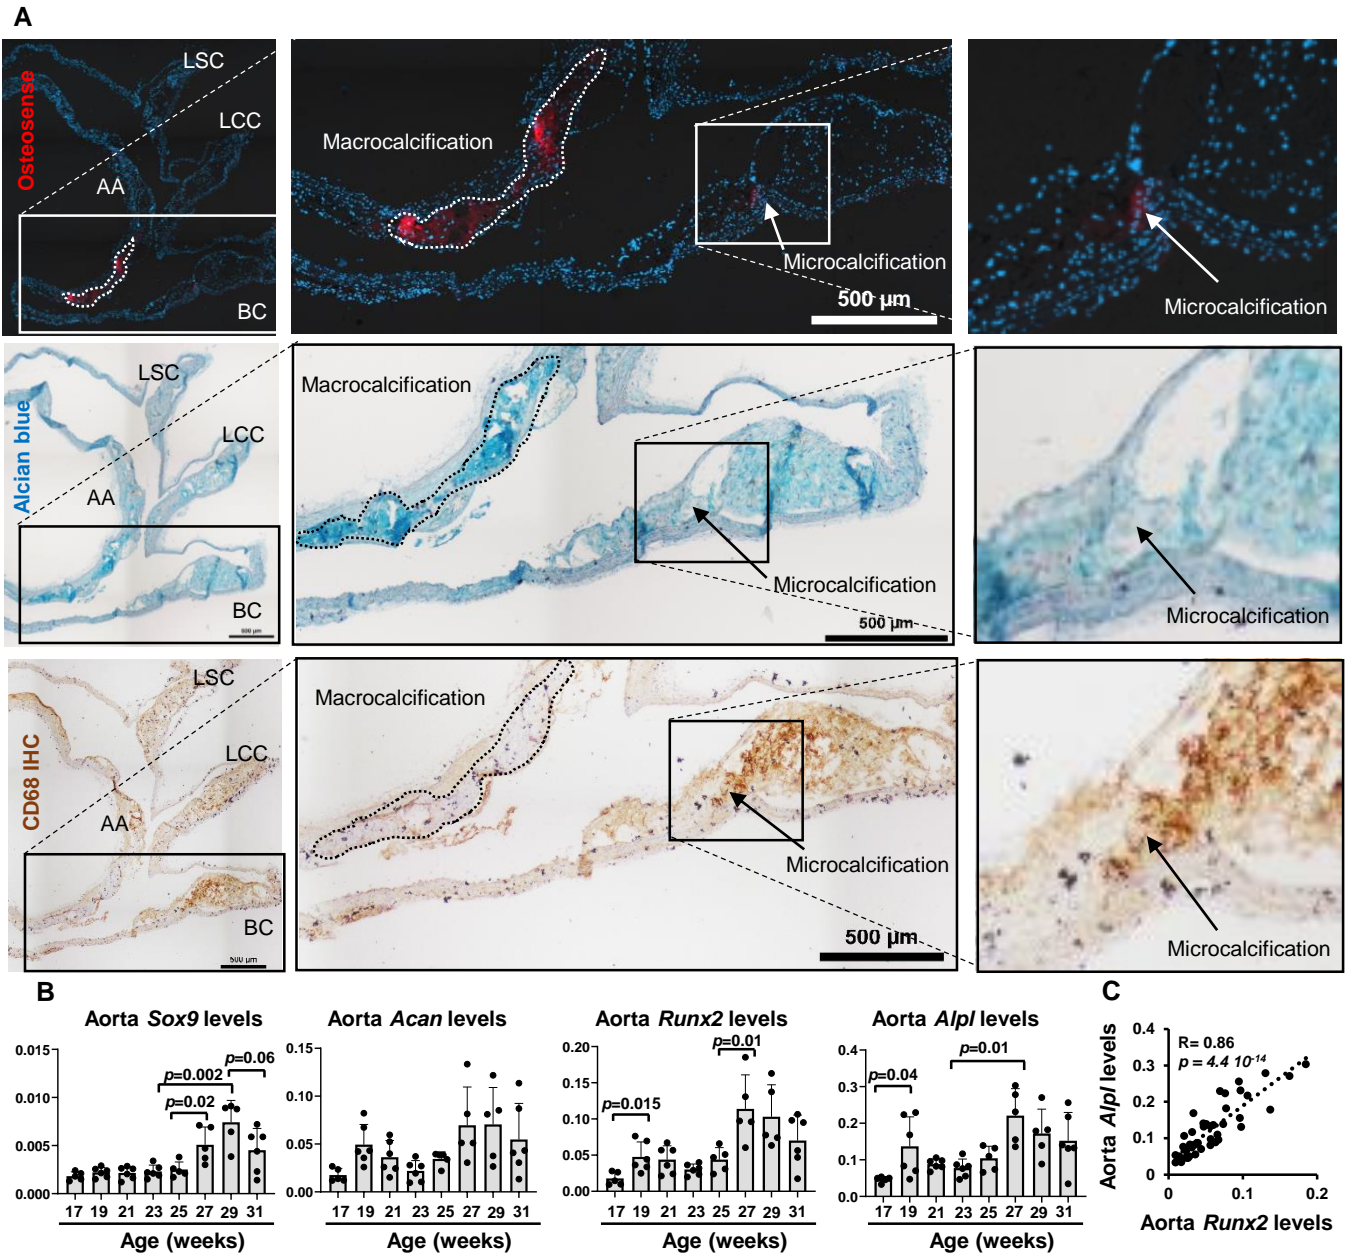 A
Osteosense
LSC
LCC
AA
BC
Macrocalcification
Microcalcification
500 µm
Microcalcification
Alcian blue
LSC
LCC
AA
BC
500 µm
Macrocalcification
Microcalcification
500 µm
Microcalcification
CD68 IHC
LSC
LCC
AA
BC
500 µm
Macrocalcification
Microcalcification
500 µm
Microcalcification
B
Aorta Sox9 levels
0.015
0.010
0.005
0.000
p=0.002
p=0.02
p=0.06
17 19 21 23 25 27 29 31
Age (weeks)
Aorta Acan levels
0.15
0.10
0.05
0.00
17 19 21 23 25 27 29 31
Age (weeks)
Aorta Runx2 levels
0.20
0.15
0.10
0.05
0.00
p=0.015
p=0.01
17 19 21 23 25 27 29 31
Age (weeks)
Aorta Alpl levels
0.4
0.3
0.2
0.1
0.0
p=0.04
p=0.01
17 19 21 23 25 27 29 31
Age (weeks)
C
Aorta Alpl levels
0.4
0.3
0.2
0.1
0
R= 0.86
p = 4.4 10-14
0 0.1 0.2
Aorta Runx2 levels